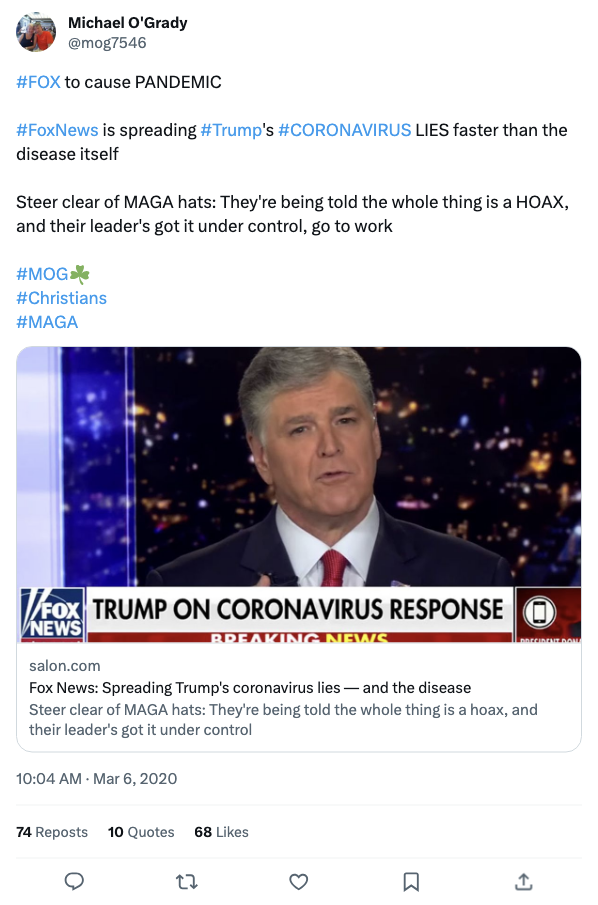 Michael O'Grady
@mog7546
#FOX to cause PANDEMIC
#FoxNews is spreading #Trump's #CORONAVIRUS LIES faster than the
disease itself
Steer clear of MAGA hats: They're being told the whole thing is a HOAX,
and their leader's got it under control, go to work
#MOG☘️
#Christians
#MAGA
FOX
NEWS
TRUMP ON CORONAVIRUS RESPONSE
BREAKING NEWS
PRESIDENT DON
salon.com
Fox News: Spreading Trump's coronavirus lies — and the disease
Steer clear of MAGA hats: They're being told the whole thing is a hoax, and
their leader's got it under control
10:04 AM · Mar 6, 2020
74 Reposts 10 Quotes 68 Likes